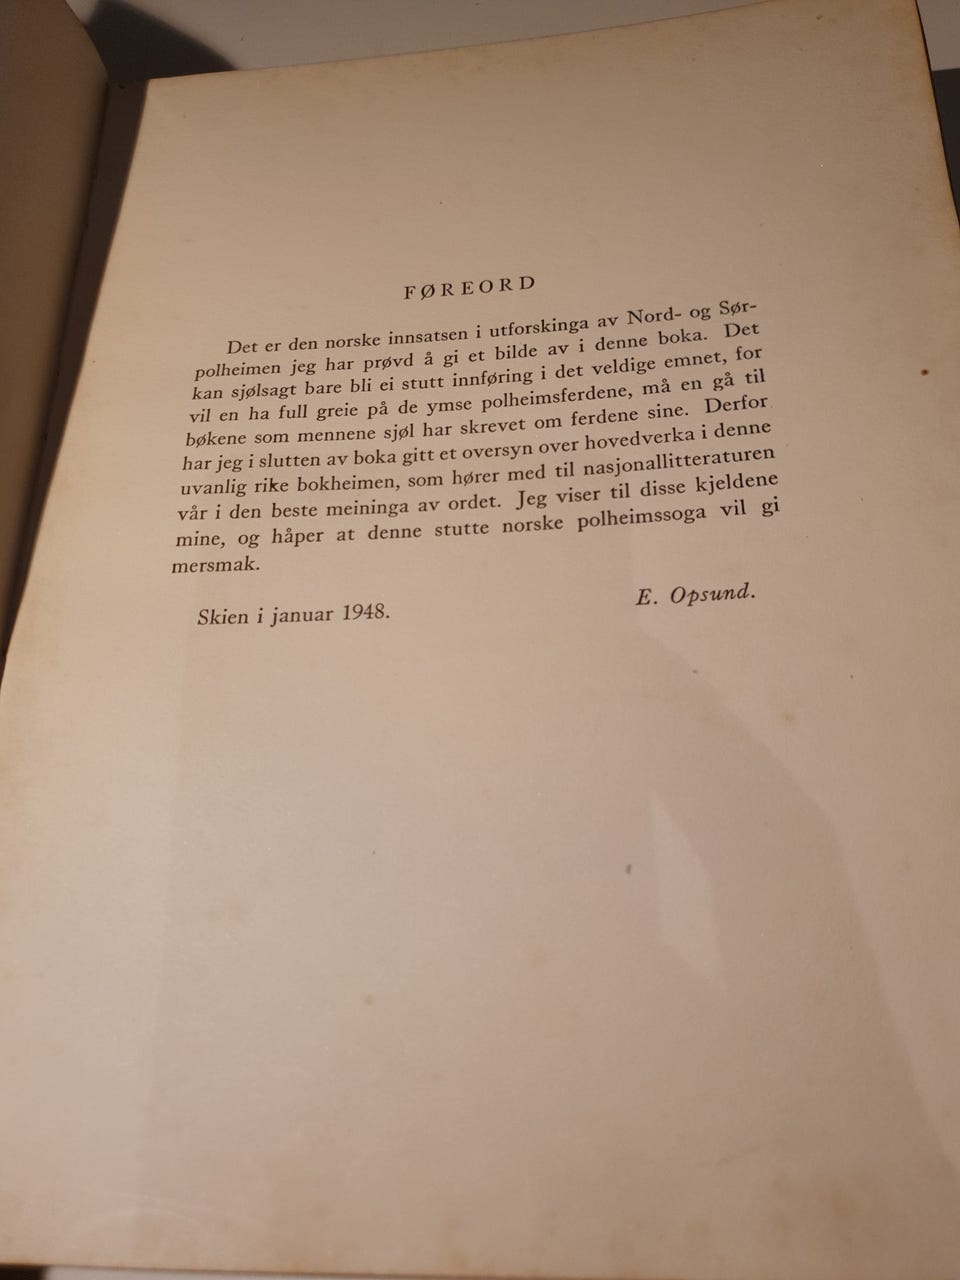 FØREORD
Det er den norske innsatsen i utforskinga av Nord- og Sør-
polheimen jeg har prøvd å gi et bilde av i denne boka. Det
kan sjølsagt bare bli ei stutt innføring i det veldige emnet, for
vil en ha full greie på de ymse polheimsferdene, må en gå til
bøkene som mennene sjøl har skrevet om ferdene sine. Derfor
har jeg i slutten av boka gitt et oversyn over hovedverka i denne
uvanlig rike bokheimen, som hører med til nasjonallitteraturen
vår i den beste meininga av ordet. Jeg viser til disse kjeldene
mine, og håper at denne stutte norske polheimssoga vil gi
mersmak.
Skien i januar 1948. E. Opsund.